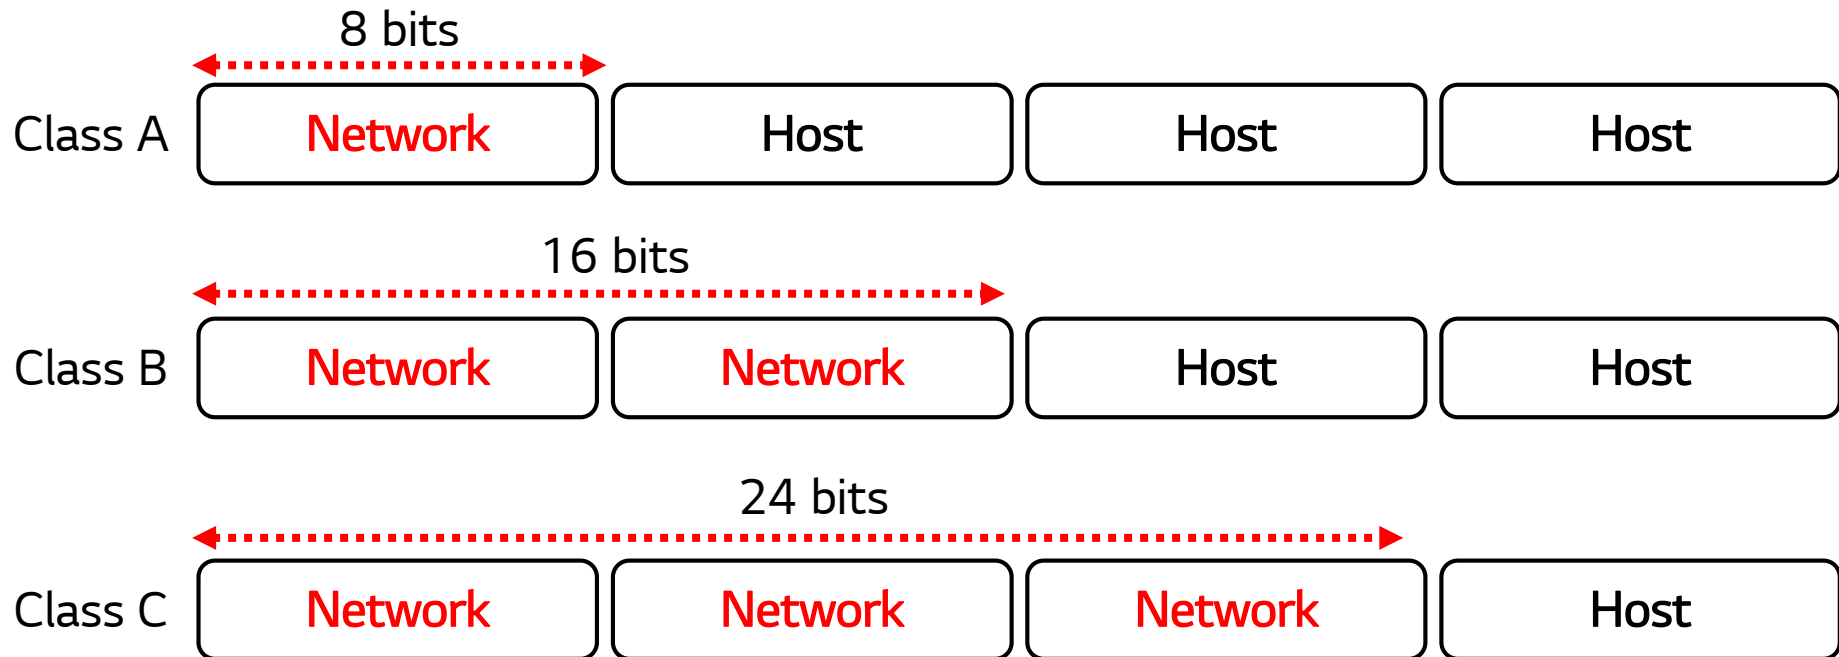 8 bits
Class A Network Host Host Host
16 bits
Class B Network Network Host Host
24 bits
Class C Network Network Network Host